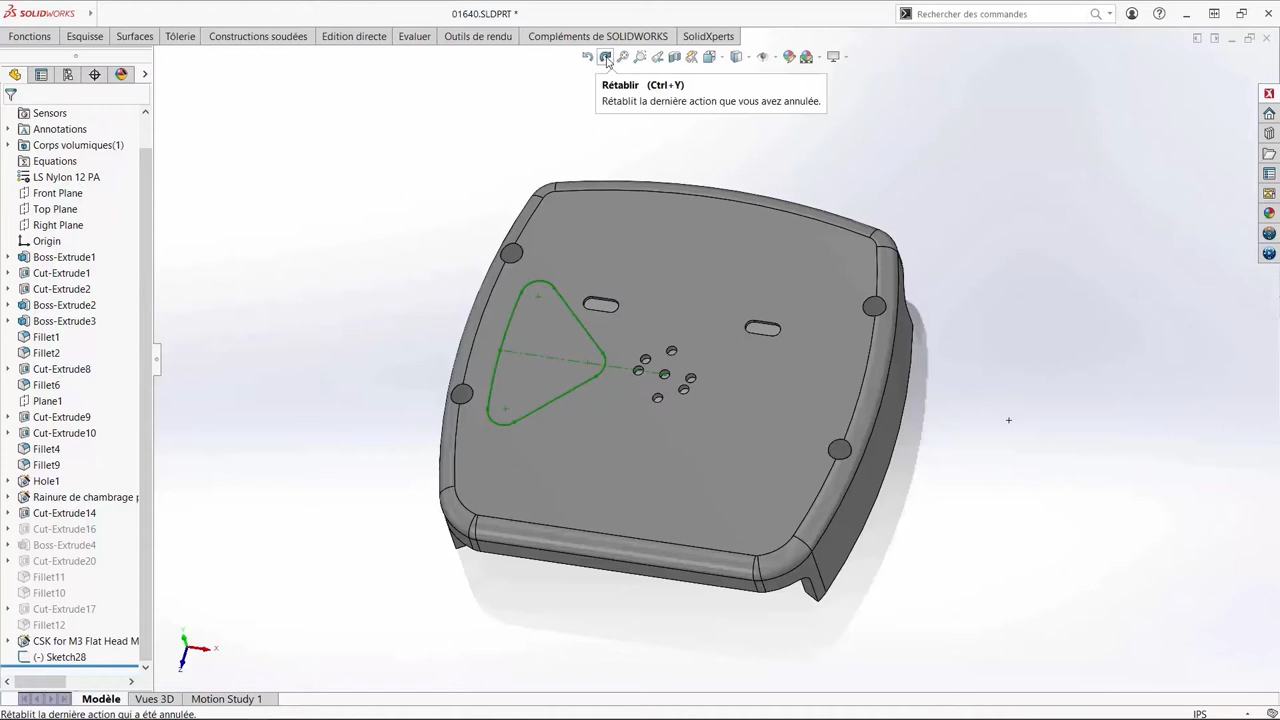 SOLIDWORKS
01640.SLDPRT *
Rechercher des commandes
Fonctions
Esquisse
Surfaces
Tôlerie
Constructions soudées
Edition directe
Evaluer
Outils de rendu
Compléments de SOLIDWORKS
SolidXperts
Rétablir (Ctrl+Y)
Rétablit la dernière action que vous avez annulée.
Sensors
Annotations
Corps volumiques(1)
Equations
LS Nylon 12 PA
Front Plane
Top Plane
Right Plane
Origin
Boss-Extrude1
Cut-Extrude1
Cut-Extrude2
Boss-Extrude2
Boss-Extrude3
Fillet1
Fillet2
Cut-Extrude8
Fillet6
Plane1
Cut-Extrude9
Cut-Extrude10
Fillet4
Fillet9
Hole1
Rainure de chambrage p
Cut-Extrude14
Cut-Extrude16
Boss-Extrude4
Cut-Extrude20
Fillet11
Fillet10
Cut-Extrude17
Fillet12
CSK for M3 Flat Head M
(-) Sketch28
Y
X
Z
Modèle
Vues 3D
Motion Study 1
Rétablit la dernière action qui a été annulée.
IPS